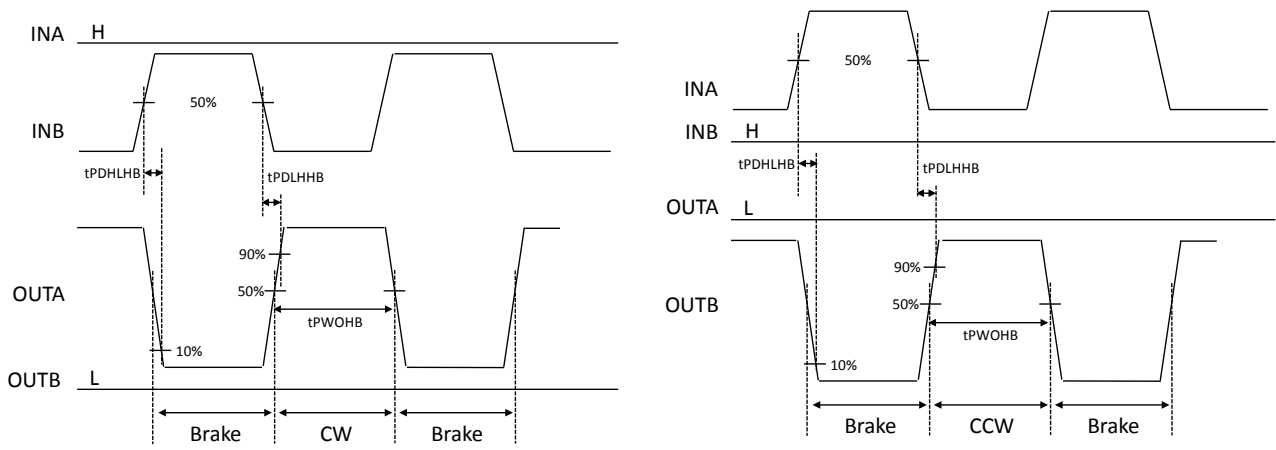 INA H
50%
INB
tPDHLHB
tPDLHHB
90%
OUTA
50%
tPWOHB
10%
OUTB L
Brake CW Brake
50%
INA
INB H
tPDHLHB
tPDLHHB
OUTA L
90%
OUTB
50%
tPWOHB
10%
Brake CCW Brake